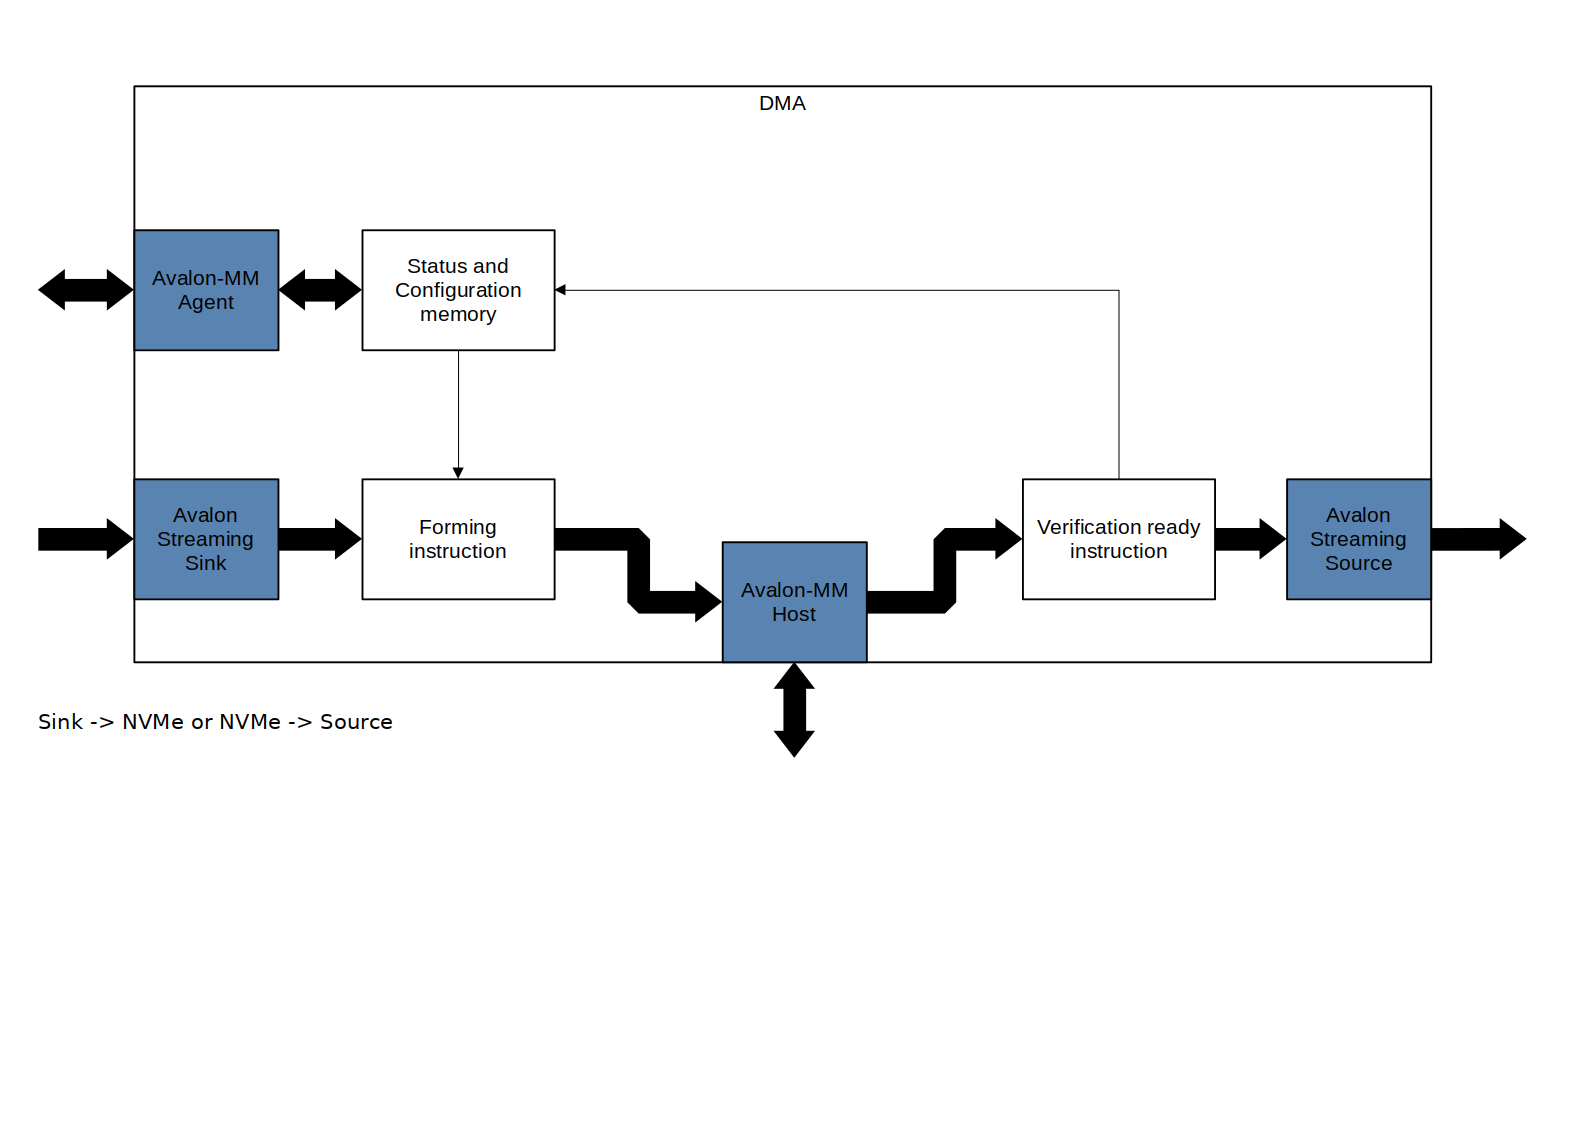 DMA
Avalon-MM
Agent
Status and
Configuration
memory
Avalon
Streaming
Sink
Forming
instruction
Avalon-MM
Host
Verification ready
instruction
Avalon
Streaming
Source
Sink -> NVMe or NVMe -> Source